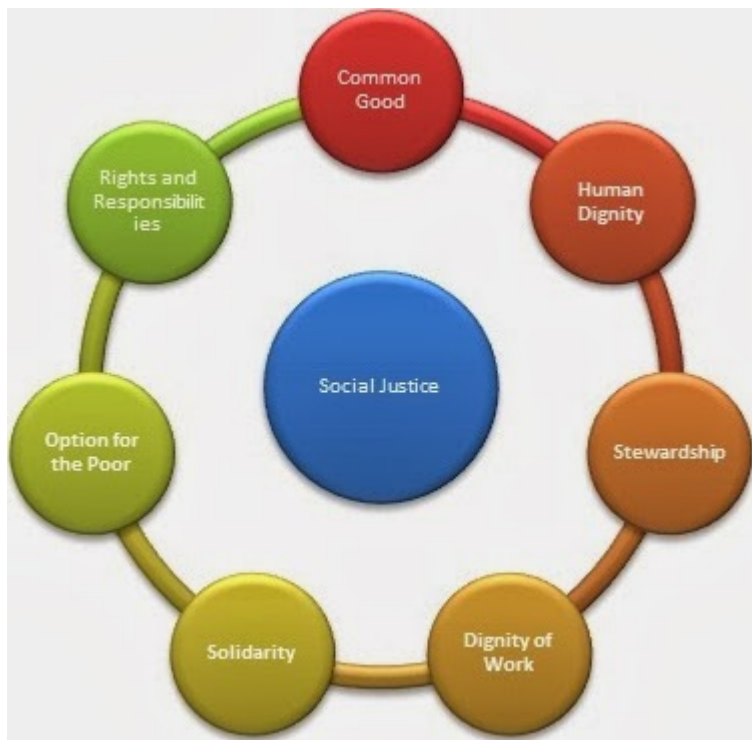 Common
Good
Human
Dignity
Stewardship
Dignity of
Work
Solidarity
Option for
the Poor
Rights and
Responsibilit
ies
Social Justice